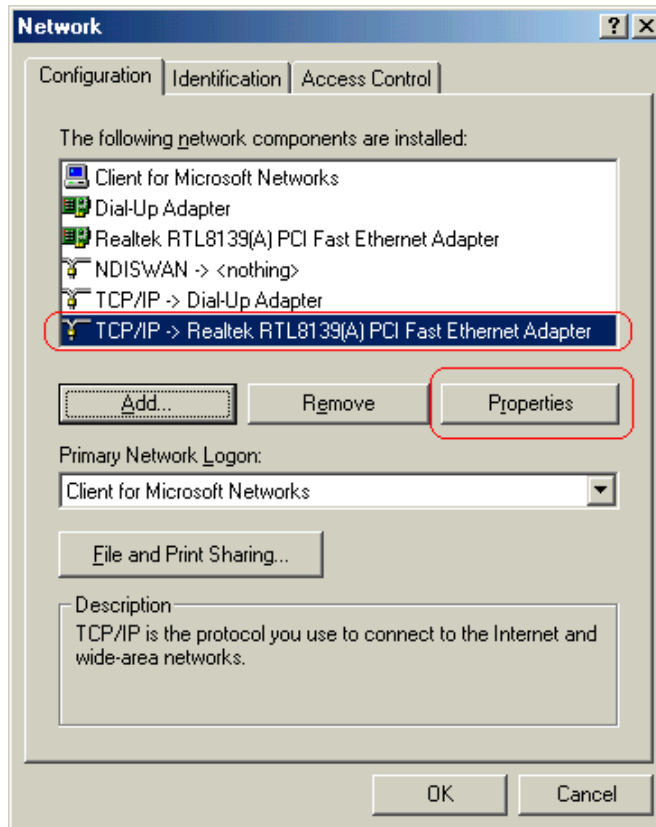 Network
Configuration Identification Access Control
The following network components are installed:
Client for Microsoft Networks
Dial-Up Adapter
Realtek RTL8139(A) PCI Fast Ethernet Adapter
NDISWAN -> <nothing>
TCP/IP -> Dial-Up Adapter
TCP/IP -> Realtek RTL8139(A) PCI Fast Ethernet Adapter
Add... Remove Properties
Primary Network Logon:
Client for Microsoft Networks
File and Print Sharing...
Description
TCP/IP is the protocol you use to connect to the Internet and
wide-area networks.
OK Cancel